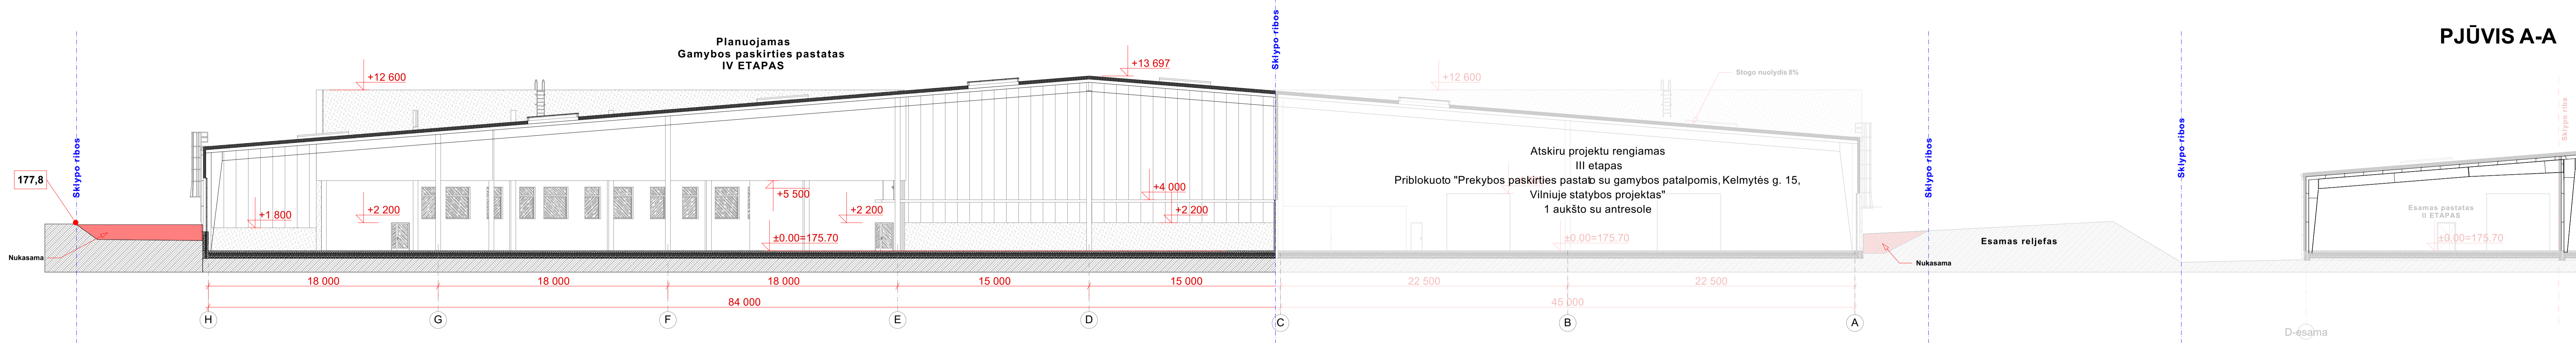 PJŪVIS A-A
Planuojamas
Gamybos paskirties pastatas
IV ETAPAS
Sklypo ribos
Sklypo ribos
Sklypo ribos
Sklypo ribos
Sklypo riba
+12 600
+13 697
+12 600
Stogo nuolydis 8%
177,8
+1 800
+2 200
+5 500
+2 200
+4 000
+2 200
±0.00=175.70
Atskiru projektu rengiamas
III etapas
Priblokuoto "Prekybos paskirties pastato su gamybos patalpomis, Kelmytės g. 15,
Vilniuje statybos projektas"
1 aukšto su antresole
±0.00=175.70
Esamas pastatas
II ETAPAS
±0.00=175.70
Nukasama
Nukasama
Esamas reljefas
18 000
18 000
18 000
15 000
15 000
22 500
22 500
84 000
45 000
H
G
F
E
D
C
B
A
D-esama